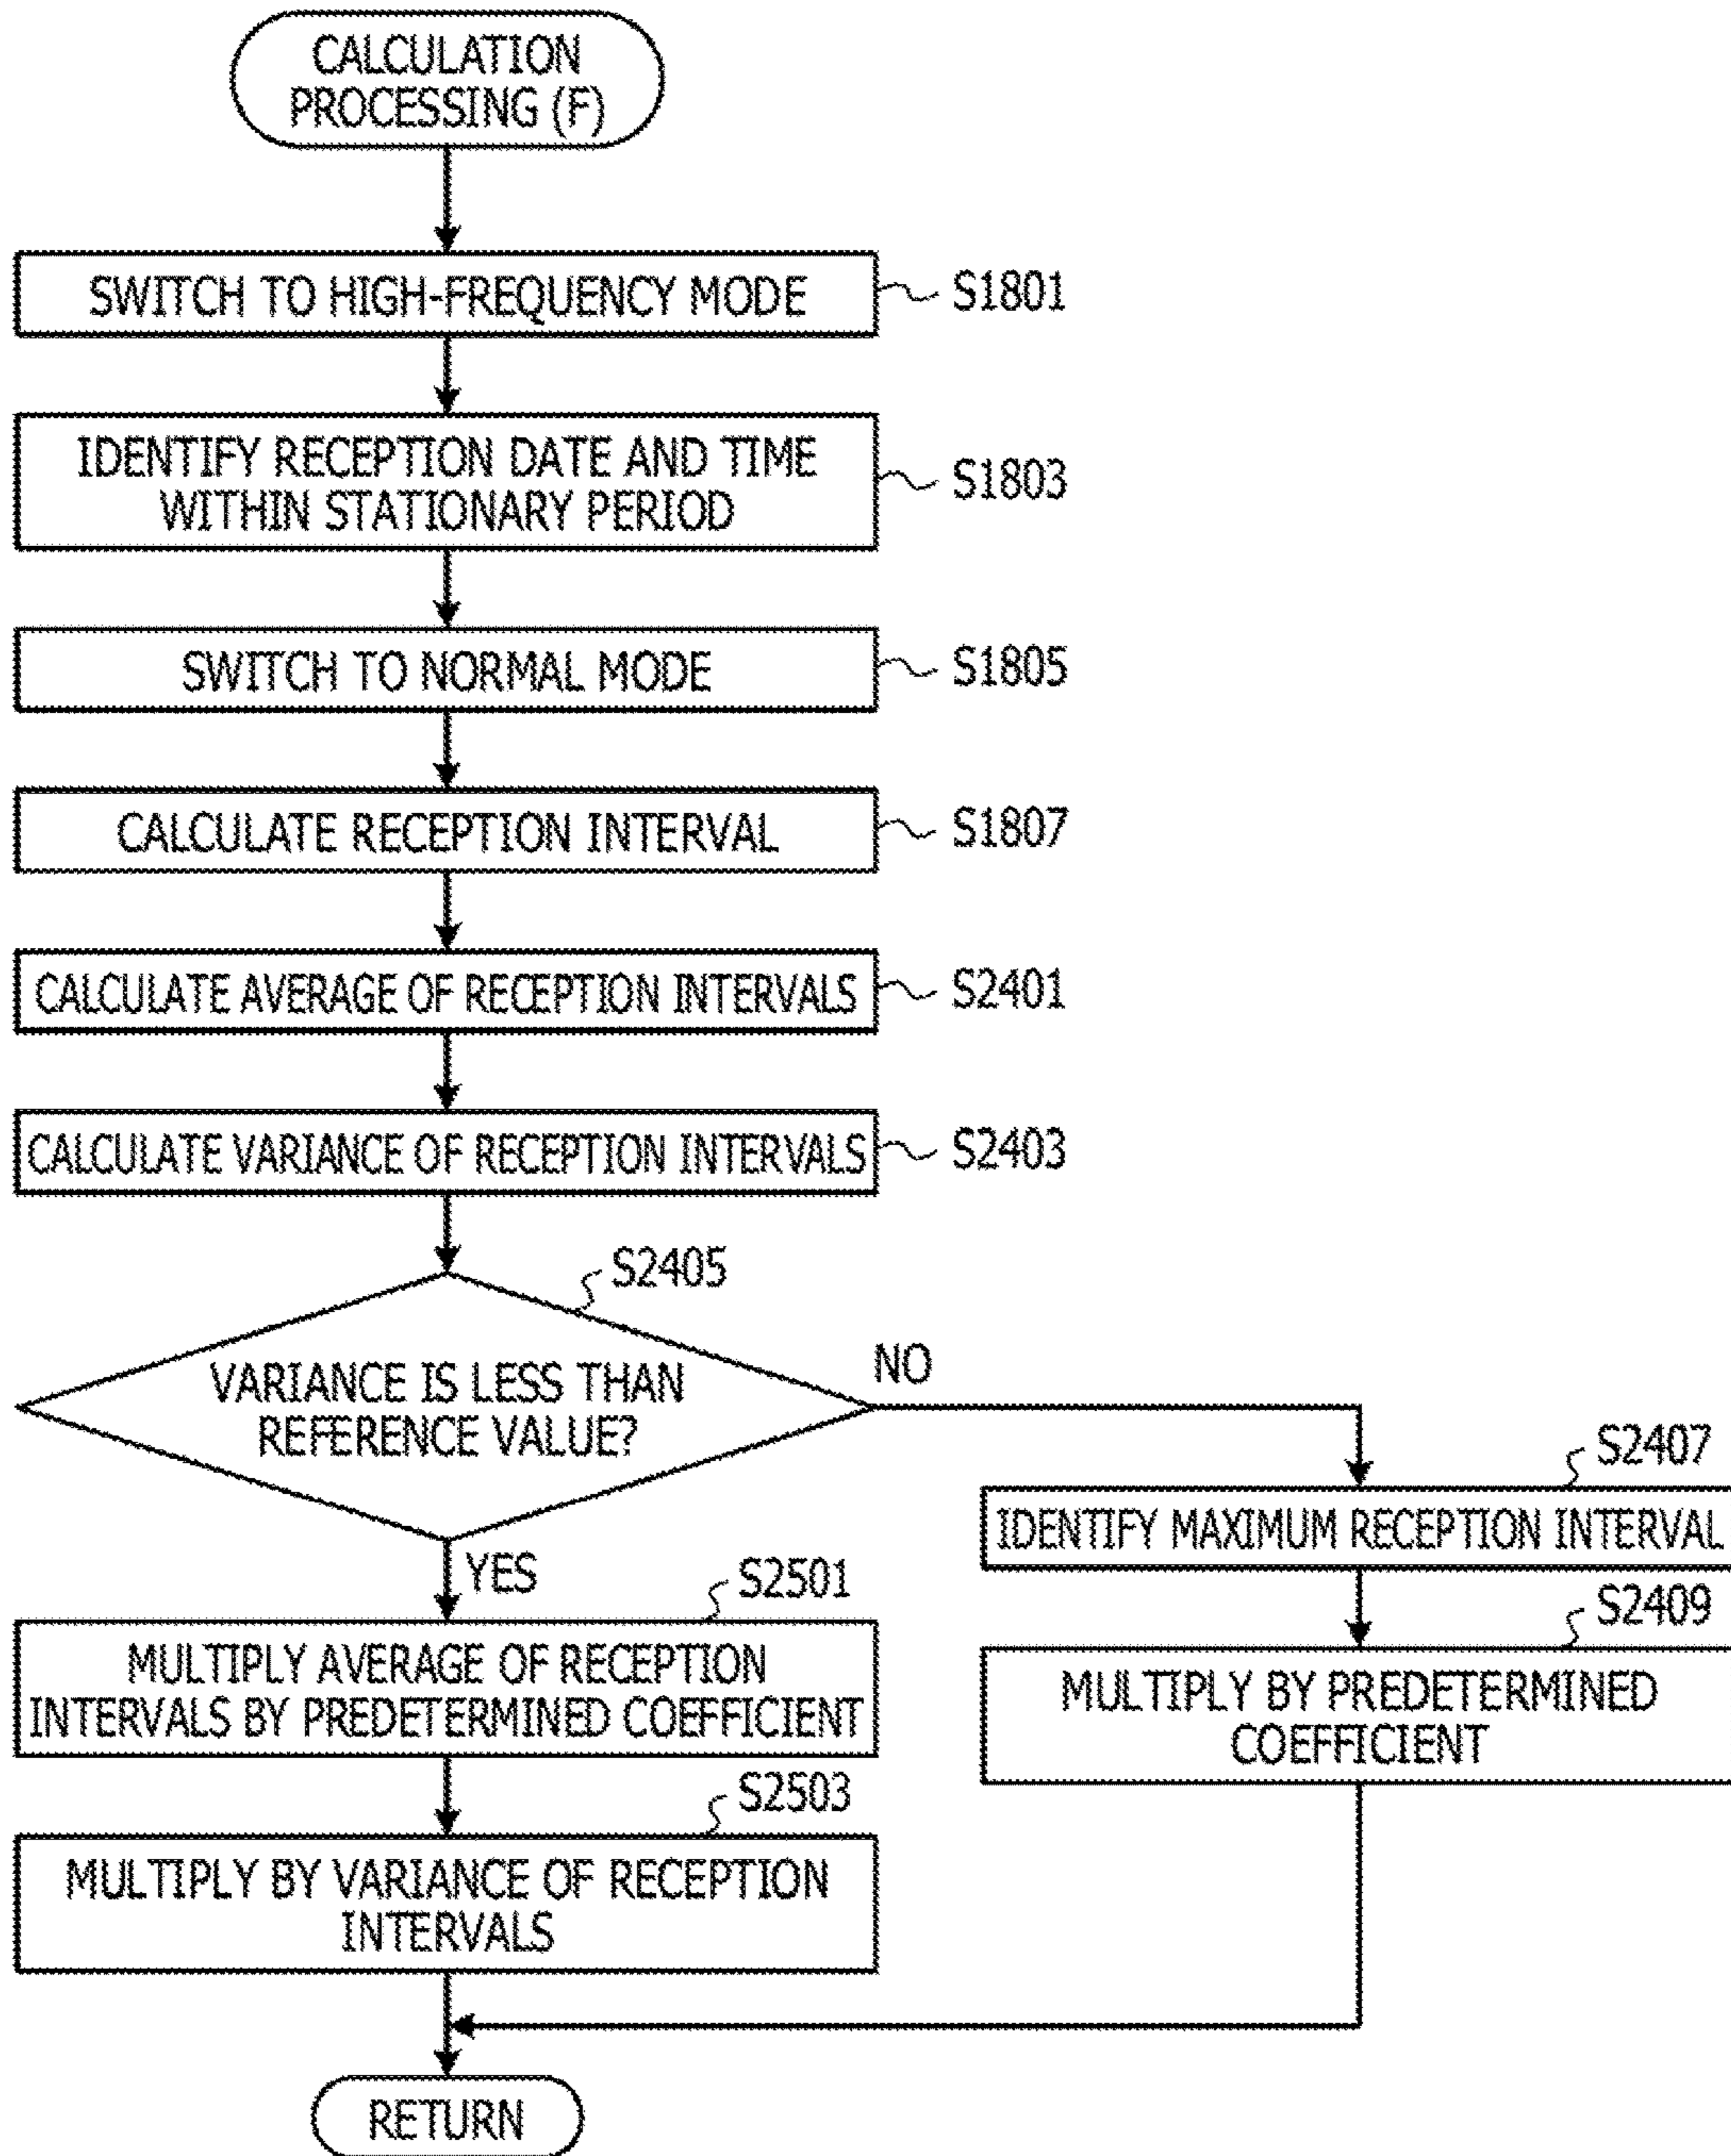 CALCULATION
PROCESSING (F)
SWITCH TO HIGH-FREQUENCY MODE
S1801
IDENTIFY RECEPTION DATE AND TIME
WITHIN STATIONARY PERIOD
S1803
SWITCH TO NORMAL MODE
S1805
CALCULATE RECEPTION INTERVAL
S1807
CALCULATE AVERAGE OF RECEPTION INTERVALS
S2401
CALCULATE VARIANCE OF RECEPTION INTERVALS
S2403
S2405
VARIANCE IS LESS THAN
REFERENCE VALUE?
NO
YES
S2407
IDENTIFY MAXIMUM RECEPTION INTERVAL
S2409
MULTIPLY BY PREDETERMINED
COEFFICIENT
S2501
MULTIPLY AVERAGE OF RECEPTION
INTERVALS BY PREDETERMINED COEFFICIENT
S2503
MULTIPLY BY VARIANCE OF RECEPTION
INTERVALS
RETURN